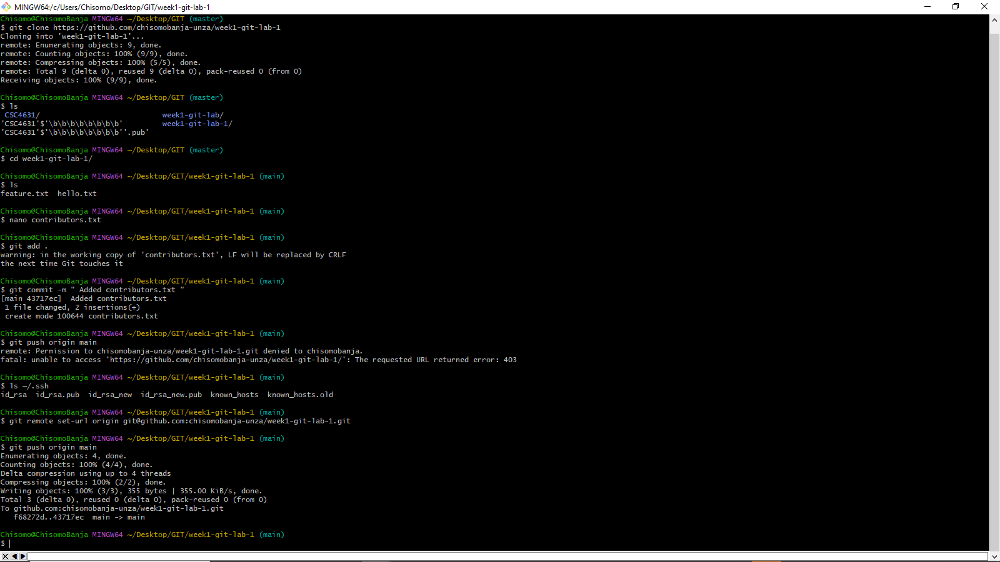 MINGW64:/c/Users/Chisomo/Desktop/GIT/week1-git-lab-1
Chisomo@ChisomoBanja MINGW64 ~/Desktop/GIT (master)
$ git clone https://github.com/chisomobanja-unza/week1-git-lab-1
Cloning into 'week1-git-lab-1'...
remote: Enumerating objects: 9, done.
remote: Counting objects: 100% (9/9), done.
remote: Compressing objects: 100% (5/5), done.
remote: Total 9 (delta 0), reused 9 (delta 0), pack-reused 0 (from 0)
Receiving objects: 100% (9/9), done.
Chisomo@ChisomoBanja MINGW64 ~/Desktop/GIT (master)
$ ls
CSC4631/ week1-git-lab/
'CSC4631'$'\b\b\b\b\b\b\b\b' week1-git-lab-1/
'CSC4631'$'\b\b\b\b\b\b\b\b''.pub'
Chisomo@ChisomoBanja MINGW64 ~/Desktop/GIT (master)
$ cd week1-git-lab-1/
Chisomo@ChisomoBanja MINGW64 ~/Desktop/GIT/week1-git-lab-1 (main)
$ ls
feature.txt hello.txt
Chisomo@ChisomoBanja MINGW64 ~/Desktop/GIT/week1-git-lab-1 (main)
$ nano contributors.txt
Chisomo@ChisomoBanja MINGW64 ~/Desktop/GIT/week1-git-lab-1 (main)
$ git add .
warning: in the working copy of 'contributors.txt', LF will be replaced by CRLF
the next time Git touches it
Chisomo@ChisomoBanja MINGW64 ~/Desktop/GIT/week1-git-lab-1 (main)
$ git commit -m " Added contributors.txt "
[main 43717ec]  Added contributors.txt
1 file changed, 2 insertions(+)
create mode 100644 contributors.txt
Chisomo@ChisomoBanja MINGW64 ~/Desktop/GIT/week1-git-lab-1 (main)
$ git push origin main
remote: Permission to chisomobanja-unza/week1-git-lab-1.git denied to chisomobanja.
fatal: unable to access 'https://github.com/chisomobanja-unza/week1-git-lab-1/': The requested URL returned error: 403
Chisomo@ChisomoBanja MINGW64 ~/Desktop/GIT/week1-git-lab-1 (main)
$ ls ~/.ssh
id_rsa id_rsa.pub id_rsa_new id_rsa_new.pub known_hosts known_hosts.old
Chisomo@ChisomoBanja MINGW64 ~/Desktop/GIT/week1-git-lab-1 (main)
$ git remote set-url origin git@github.com:chisomobanja-unza/week1-git-lab-1.git
Chisomo@ChisomoBanja MINGW64 ~/Desktop/GIT/week1-git-lab-1 (main)
$ git push origin main
Enumerating objects: 4, done.
Counting objects: 100% (4/4), done.
Delta compression using up to 4 threads
Compressing objects: 100% (2/2), done.
Writing objects: 100% (3/3), 355 bytes | 355.00 KiB/s, done.
Total 3 (delta 0), reused 0 (delta 0), pack-reused 0 (from 0)
To github.com:chisomobanja-unza/week1-git-lab-1.git
f68272d..43717ec main -> main
Chisomo@ChisomoBanja MINGW64 ~/Desktop/GIT/week1-git-lab-1 (main)
$